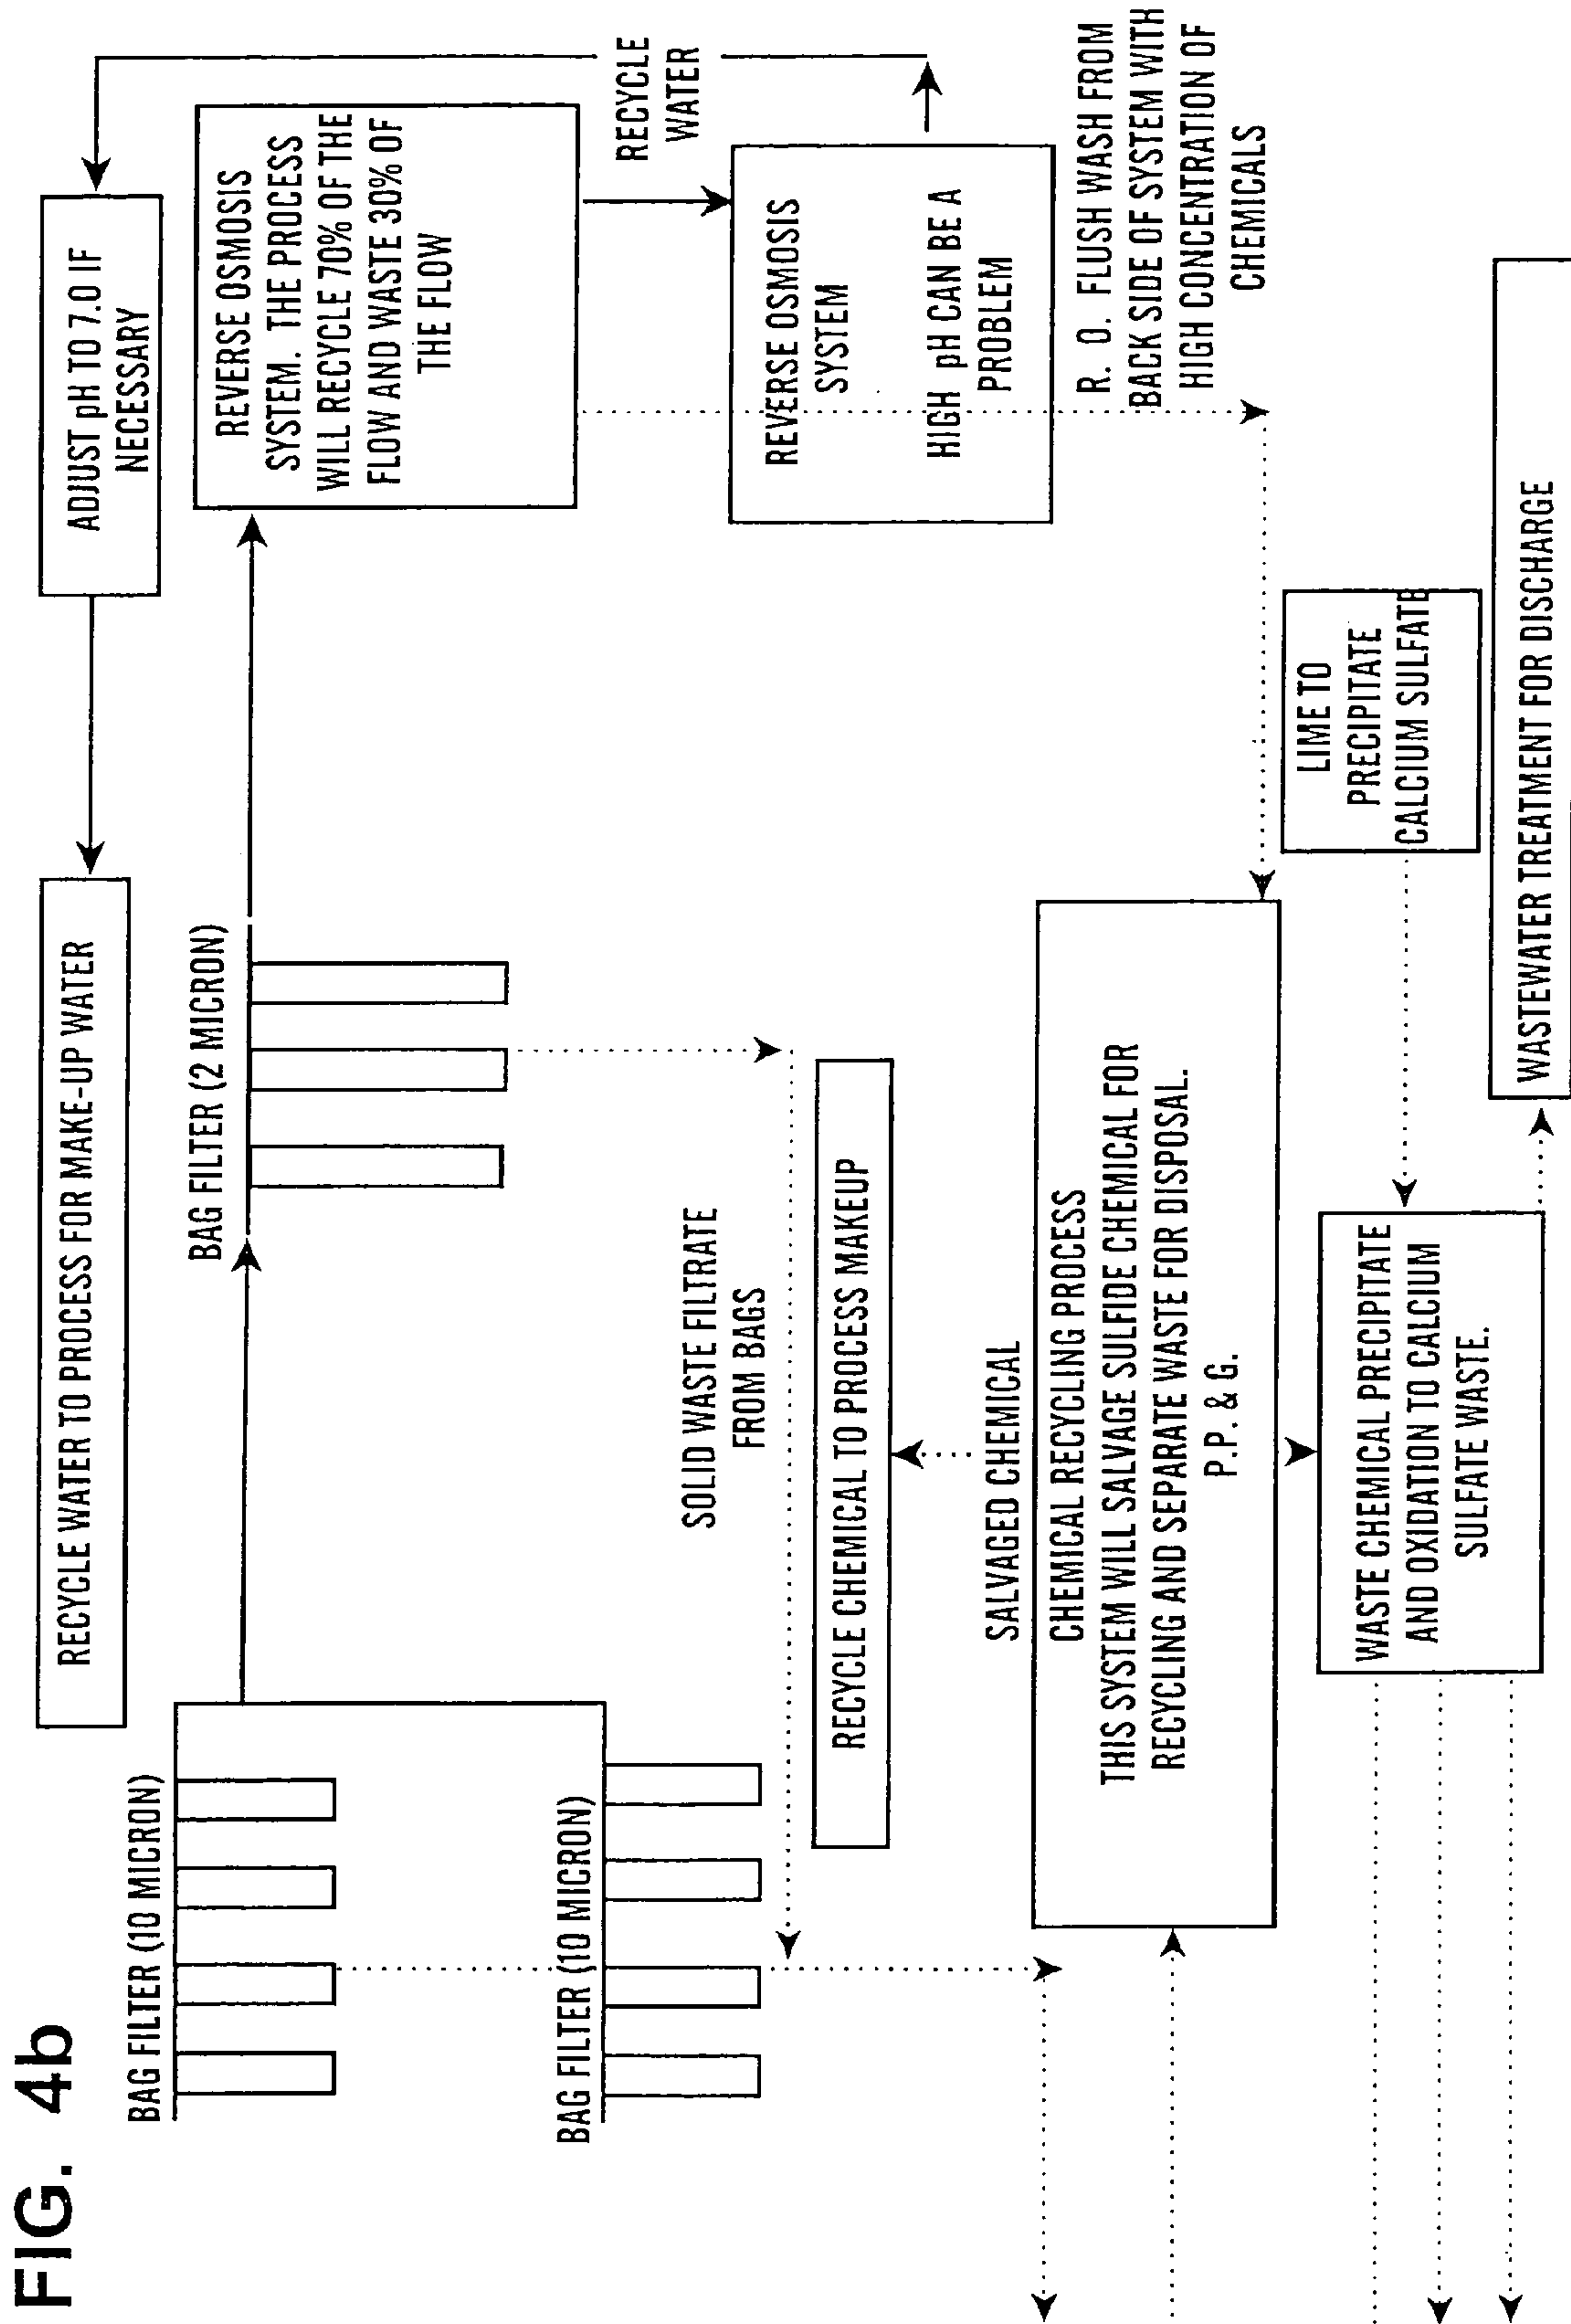 FIG. 4b
RECYCLE WATER TO PROCESS FOR MAKE-UP WATER
ADJUST pH TO 7.0 IF
NECESSARY
BAG FILTER (10 MICRON)
BAG FILTER (2 MICRON)
REVERSE OSMOSIS
SYSTEM. THE PROCESS
WILL RECYCLE 70% OF THE
FLOW AND WASTE 30% OF
THE FLOW
RECYCLE
WATER
BAG FILTER (10 MICRON)
SOLID WASTE FILTRATE
FROM BAGS
REVERSE OSMOSIS
SYSTEM
HIGH pH CAN BE A
PROBLEM
RECYCLE CHEMICAL TO PROCESS MAKEUP
SALVAGED CHEMICAL
R. O. FLUSH WASH FROM
BACK SIDE OF SYSTEM WITH
HIGH CONCENTRATION OF
CHEMICALS
CHEMICAL RECYCLING PROCESS
THIS SYSTEM WILL SALVAGE SULFIDE CHEMICAL FOR
RECYCLING AND SEPARATE WASTE FOR DISPOSAL.
P.P. & G.
LIME TO
PRECIPITATE
CALCIUM SULFATE
WASTE CHEMICAL PRECIPITATE
AND OXIDATION TO CALCIUM
SULFATE WASTE.
WASTEWATER TREATMENT FOR DISCHARGE